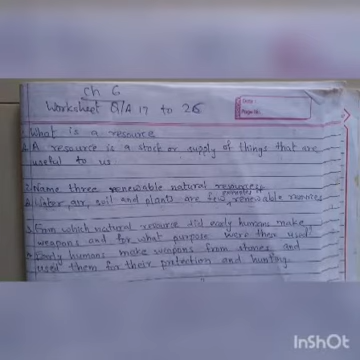 Ch 6
Worksheet Q/A 17 to 26
Date :
Page No.
1. What is a resource
A. A resource is a stock or supply of things that are
useful to us.
2. Name three renewable natural resources
A. Water, air, soil and plants are few renewable resources
3. From which natural resource did early humans make
weapons and for what purpose were their used
A. Early humans make weapons from stones and
used them for their protection and hunting.
InShOt